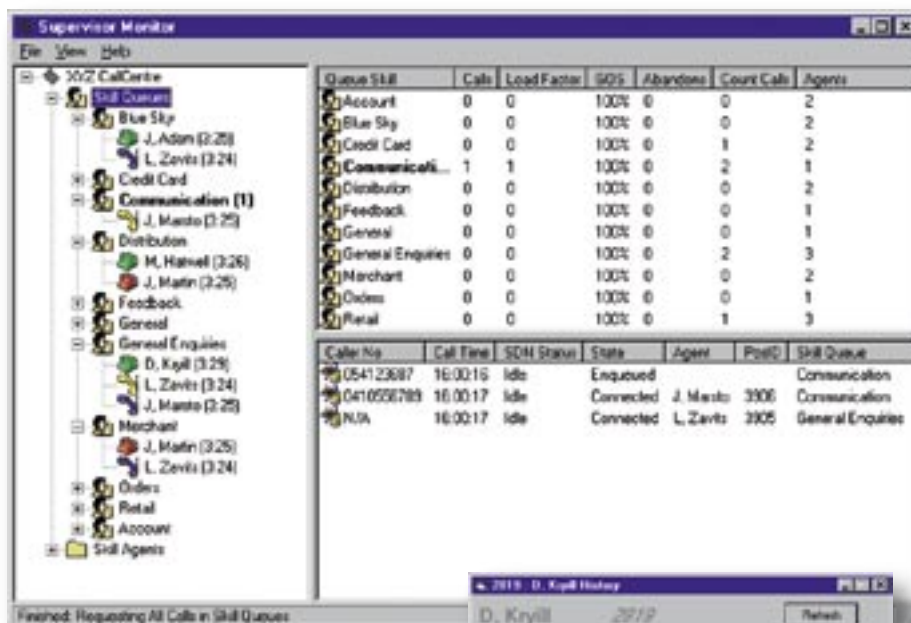 Supervisor Monitor
File View Help
XYZ CallCentre
Skill Queues
Blue Sky
J, Adam (3:25)
L, Zavits (3:24)
Credit Card
Communication (1)
J, Maisto (3:25)
Distribution
M, Hatwell (3:26)
J, Martin (3:25)
Feedback
General
General Enquiries
D, Kryill (3:29)
L, Zavits (3:24)
J, Maisto (3:25)
Merchant
J, Martin (3:25)
L, Zavits (3:24)
Orders
Retail
Account
Skill Agents
Queue Skill Calls Load Factor GOS Abandons Count Calls Agents
Account 0 0 100% 0 0 2
Blue Sky 0 0 100% 0 0 2
Credit Card 0 0 100% 0 1 2
Communicati... 1 1 100% 0 2 1
Distribution 0 0 100% 0 0 2
Feedback 0 0 100% 0 0 1
General 0 0 100% 0 0 1
General Enquiries 0 0 100% 0 2 3
Merchant 0 0 100% 0 0 2
Orders 0 0 100% 0 0 1
Retail 0 0 100% 0 1 3
Caller No Call Time SDN Status State Agent PosID Skill Queue
054123687 16:00:16 Idle Enqueued Communication
0410556789 16:00:17 Idle Connected J, Maisto 3906 Communication
N/A 16:00:17 Idle Connected L, Zavits 3905 General Enquiries
Finished: Requesting All Calls in Skill Queues
2819 - D. Kryill History
D. Kryill 2819 Refresh